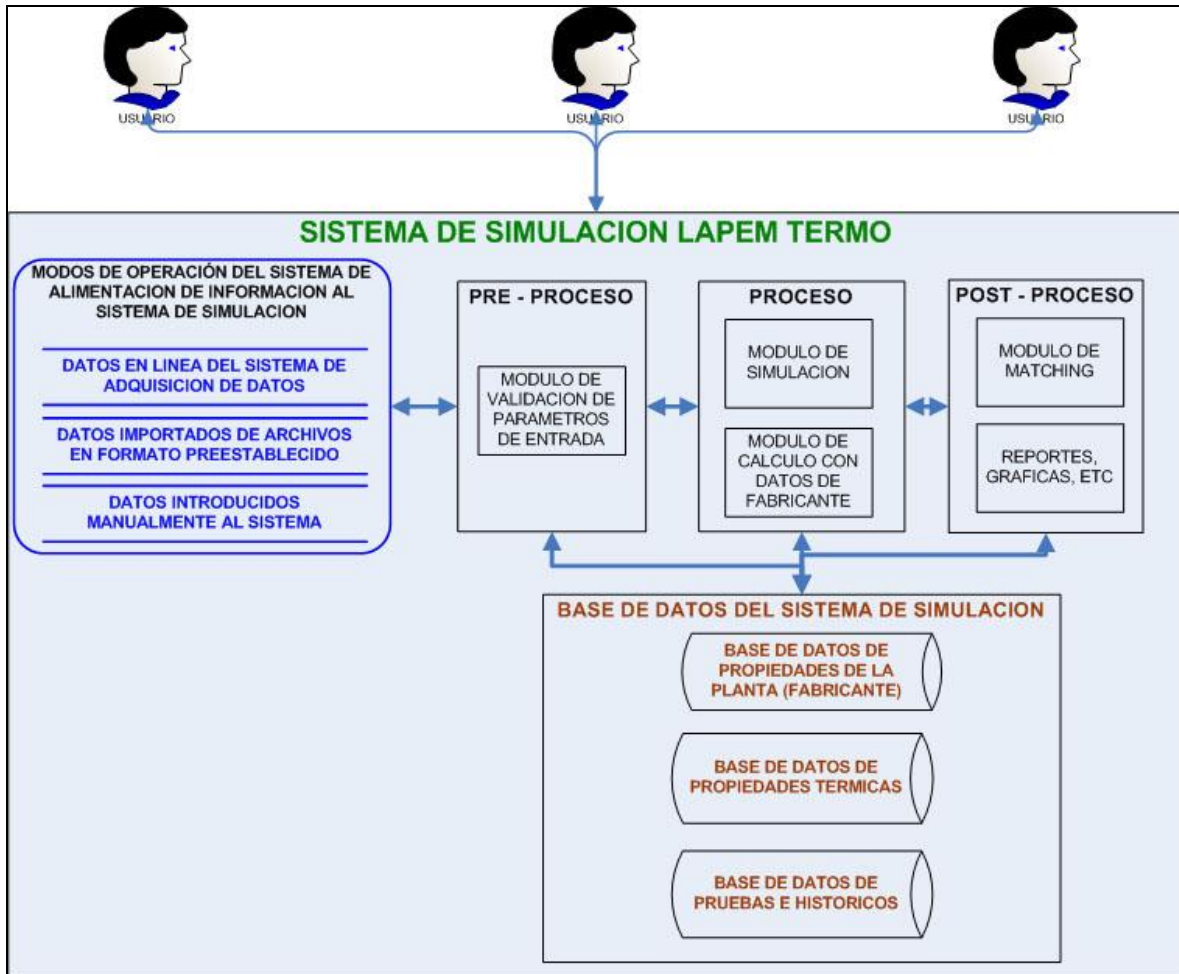 USUARIO
USUARIO
USUARIO
SISTEMA DE SIMULACION LAPEM TERMO
MODOS DE OPERACIÓN DEL SISTEMA DE
ALIMENTACION DE INFORMACION AL
SISTEMA DE SIMULACION
DATOS EN LINEA DEL SISTEMA DE
ADQUISICION DE DATOS
DATOS IMPORTADOS DE ARCHIVOS
EN FORMATO PREESTABLECIDO
DATOS INTRODUCIDOS
MANUALMENTE AL SISTEMA
PRE - PROCESO
MODULO DE
VALIDACION DE
PARAMETROS
DE ENTRADA
PROCESO
MODULO DE
SIMULACION
MODULO DE
CALCULO CON
DATOS DE
FABRICANTE
POST - PROCESO
MODULO DE
MATCHING
REPORTES,
GRAFICAS, ETC
BASE DE DATOS DEL SISTEMA DE SIMULACION
BASE DE DATOS DE
PROPIEDADES DE LA
PLANTA (FABRICANTE)
BASE DE DATOS DE
PROPIEDADES TERMICAS
BASE DE DATOS DE
PRUEBAS E HISTORICOS